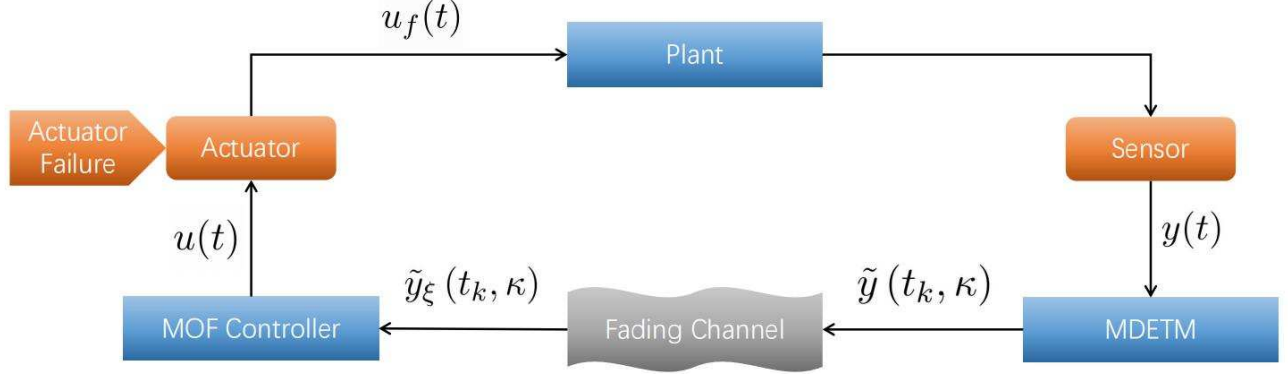 u_f(t)
Plant
Actuator
Failure
Actuator
Sensor
u(t)
y(t)
ỹ_ξ (t_k, κ)
ỹ (t_k, κ)
MOF Controller
Fading Channel
MDETM